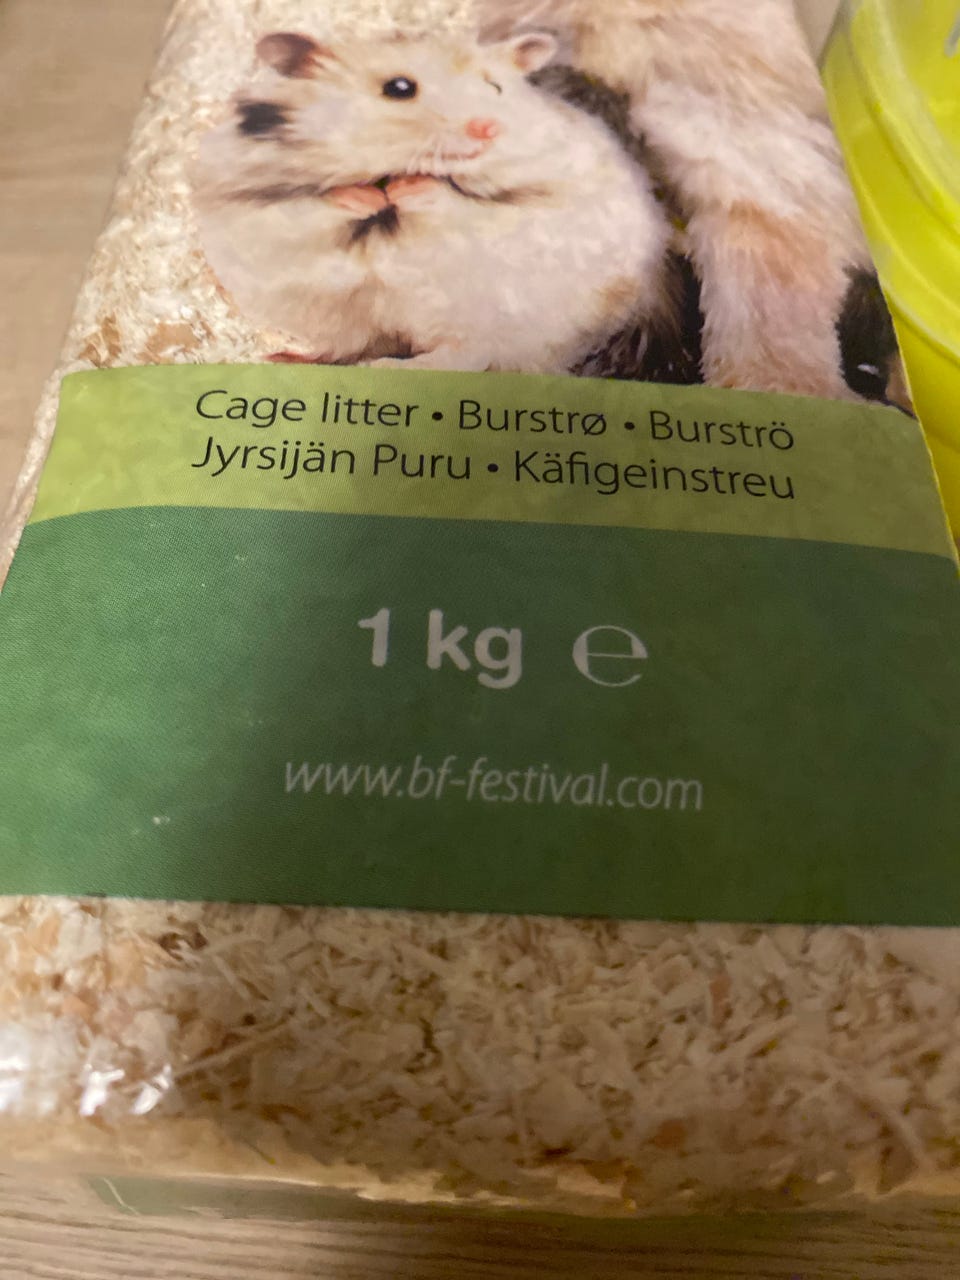 Cage litter • Burstrø • Burströ
Jyrsijän Puru • Käfigeinstreu
1 kg ℮
www.bf-festival.com